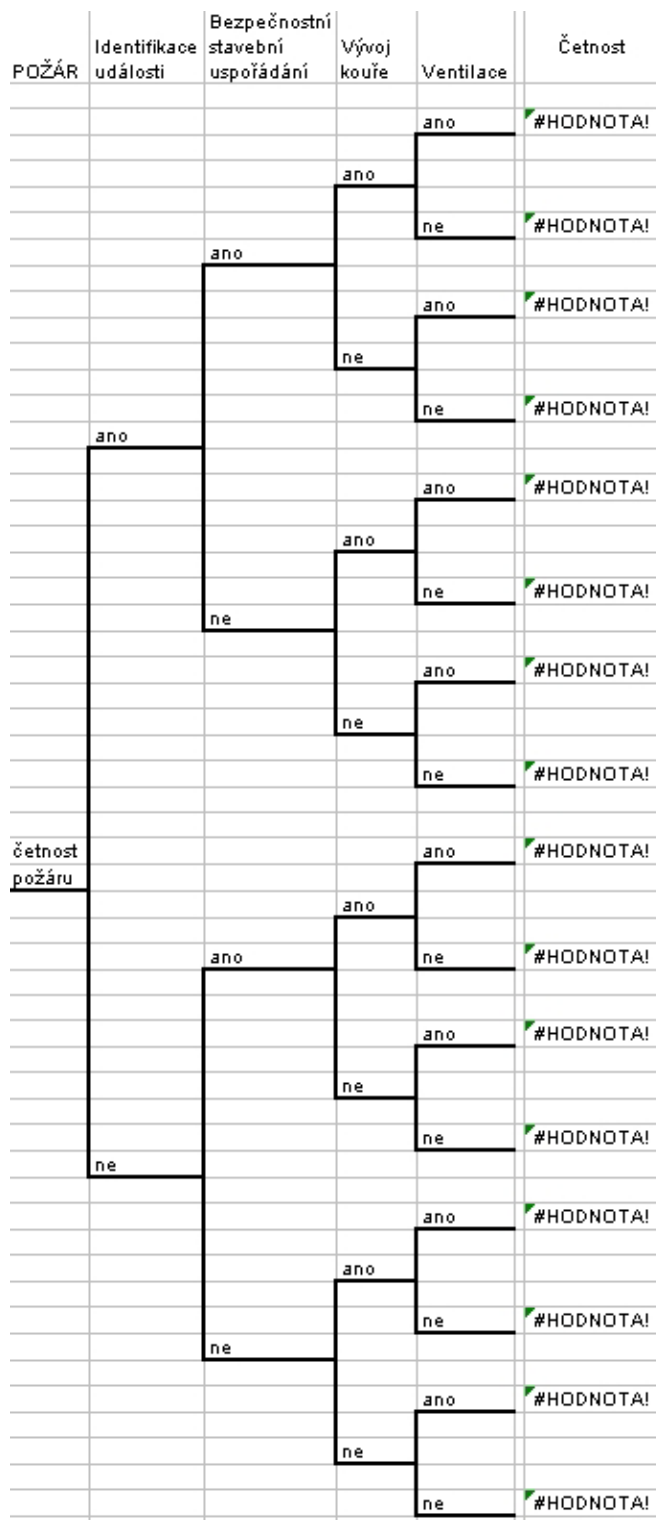 POŽÁR
Identifikace
události
Bezpečnostní
stavební
uspořádání
Vývoj
kouře
Ventilace
Četnost
ano
#HODNOTA!
ano
ne
#HODNOTA!
ano
ano
#HODNOTA!
ne
ne
#HODNOTA!
ano
ano
#HODNOTA!
ano
ne
#HODNOTA!
ne
ano
#HODNOTA!
ne
ne
#HODNOTA!
četnost
požáru
ano
#HODNOTA!
ano
ano
ne
#HODNOTA!
ano
#HODNOTA!
ne
ne
#HODNOTA!
ne
ano
#HODNOTA!
ano
ne
#HODNOTA!
ne
ano
#HODNOTA!
ne
ne
#HODNOTA!